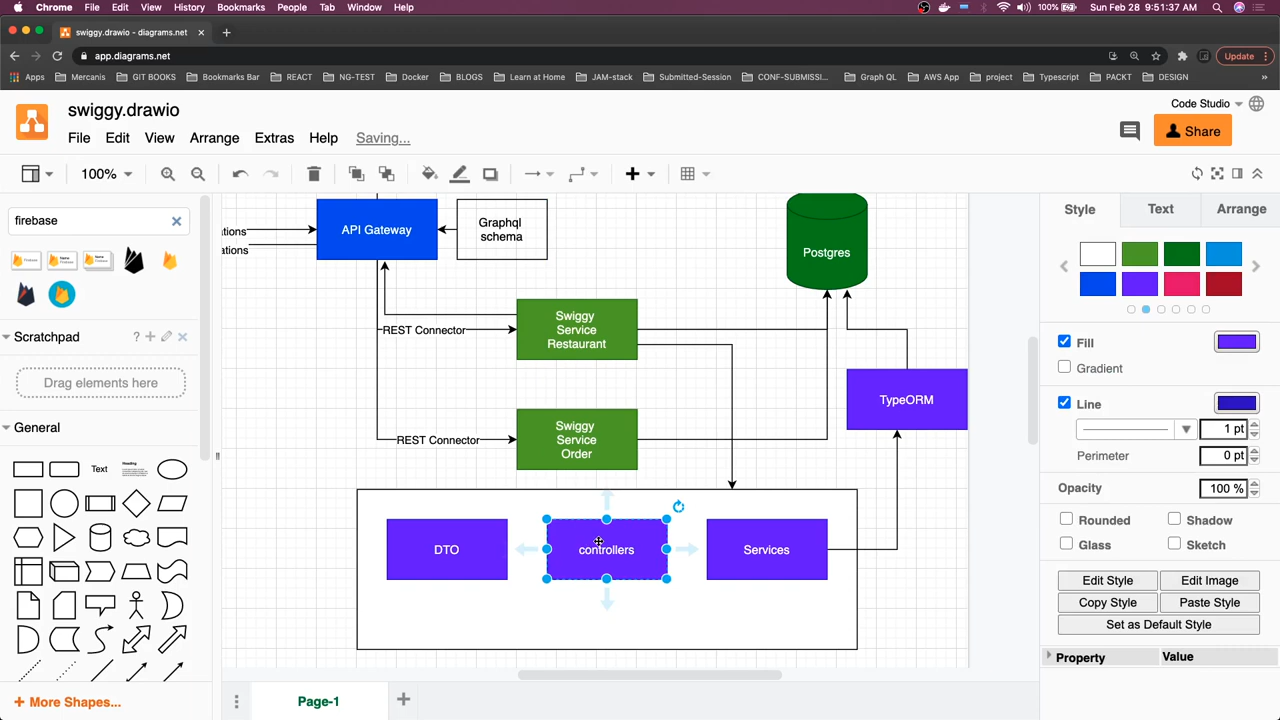 Chrome File Edit View History Bookmarks People Tab Window Help 100% Sun Feb 28 9:51:37 AM
swiggy.drawio - diagrams.net
app.diagrams.net Update
Apps Mercanis GIT BOOKS Bookmarks Bar REACT NG-TEST Docker BLOGS Learn at Home JAM-stack Submitted-Session CONF-SUBMISSI... Graph QL AWS App project Typescript PACKT DESIGN »
swiggy.drawio
Code Studio
File Edit View Arrange Extras Help Saving...
Share
100%
firebase
Scratchpad
?
Drag elements here
General
Text
Heading
More Shapes...
API Gateway
Graphql
schema
ations
ations
Postgres
REST Connector
Swiggy
Service
Restaurant
TypeORM
REST Connector
Swiggy
Service
Order
DTO
controllers
Services
Page-1
Style Text Arrange
Fill
Gradient
Line
1 pt
Perimeter 0 pt
Opacity 100 %
Rounded Shadow
Glass Sketch
Edit Style Edit Image
Copy Style Paste Style
Set as Default Style
Property Value